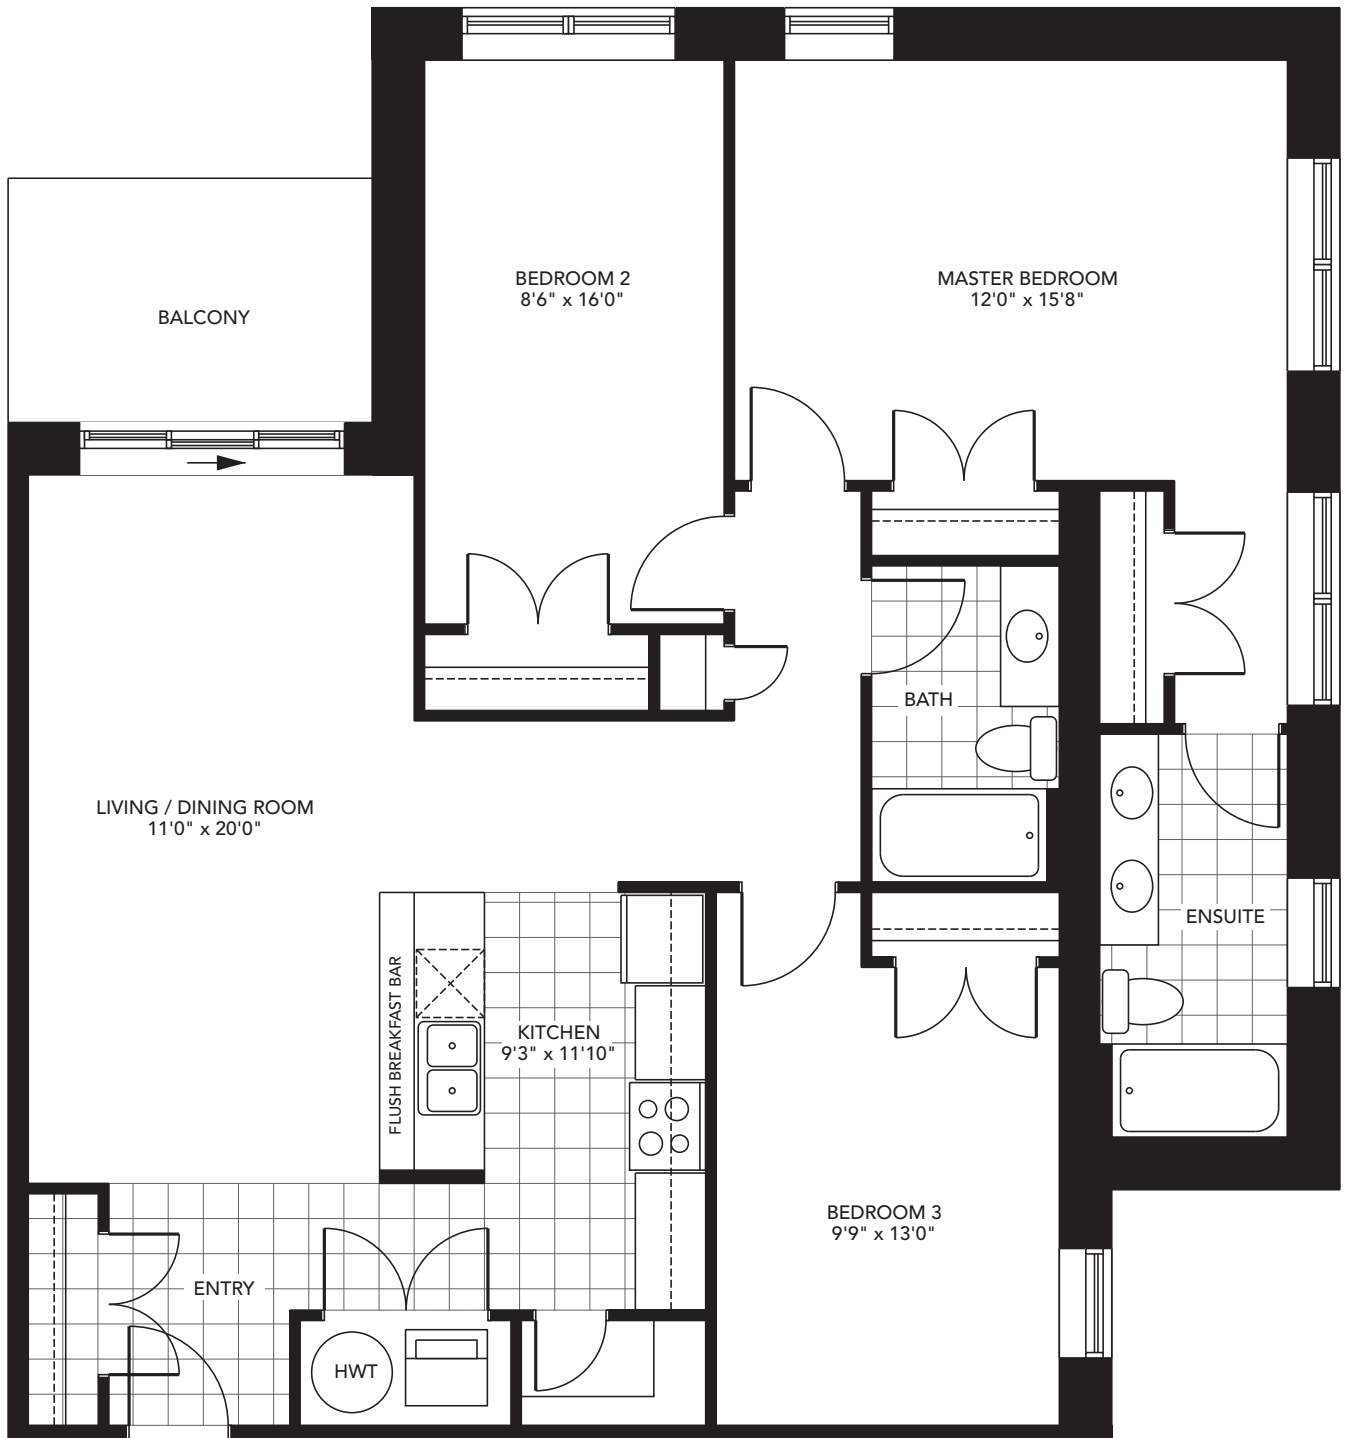 BEDROOM 2
8'6" x 16'0"
MASTER BEDROOM
12'0" x 15'8"
BALCONY
BATH
LIVING / DINING ROOM
11'0" x 20'0"
ENSUITE
FLUSH BREAKFAST BAR
KITCHEN
9'3" x 11'10"
BEDROOM 3
9'9" x 13'0"
ENTRY
HWT